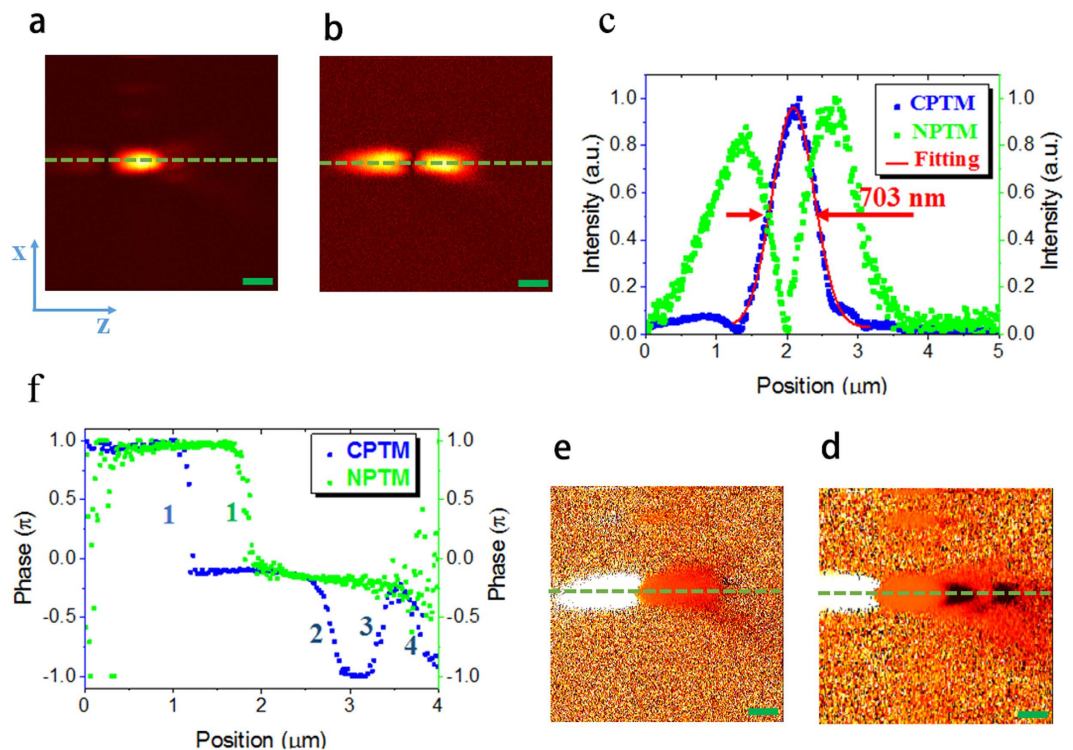 a
b
c
x
z
1.0
0.8
0.6
0.4
0.2
0.0
Intensity (a.u.)
CPTM
NPTM
Fitting
703 nm
1.0
0.8
0.6
0.4
0.2
0.0
Intensity (a.u.)
0 1 2 3 4 5
Position (μm)
f
1.0
0.5
0.0
-0.5
-1.0
Phase (π)
CPTM
NPTM
1 1
2 3 4
1.0
0.5
0.0
-0.5
-1.0
Phase (π)
0 1 2 3 4
Position (μm)
e
d